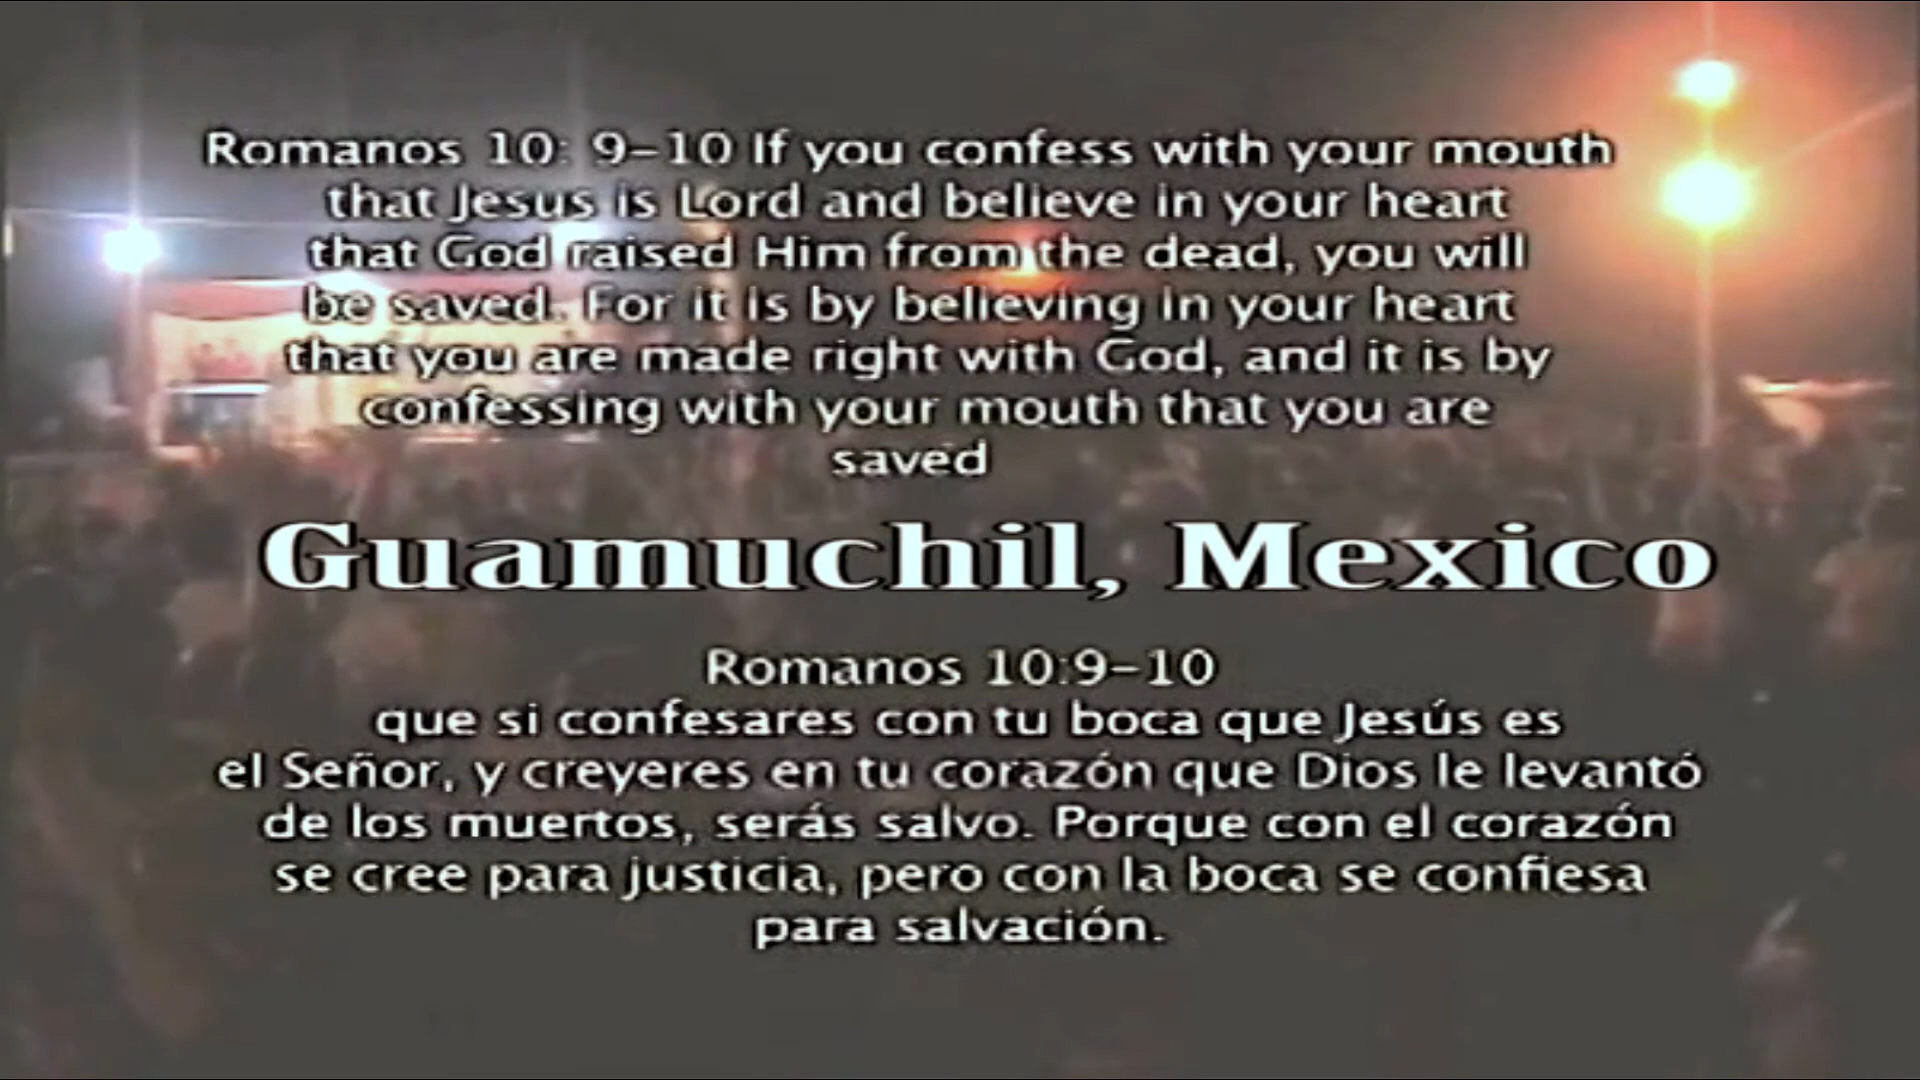 Romanos 10: 9-10 If you confess with your mouth
that Jesus is Lord and believe in your heart
that God raised Him from the dead, you will
be saved. For it is by believing in your heart
that you are made right with God, and it is by
confessing with your mouth that you are
saved
Guamuchil, Mexico
Romanos 10:9-10
que si confesares con tu boca que Jesús es
el Señor, y creyeres en tu corazón que Dios le levantó
de los muertos, serás salvo. Porque con el corazón
se cree para justicia, pero con la boca se confiesa
para salvación.